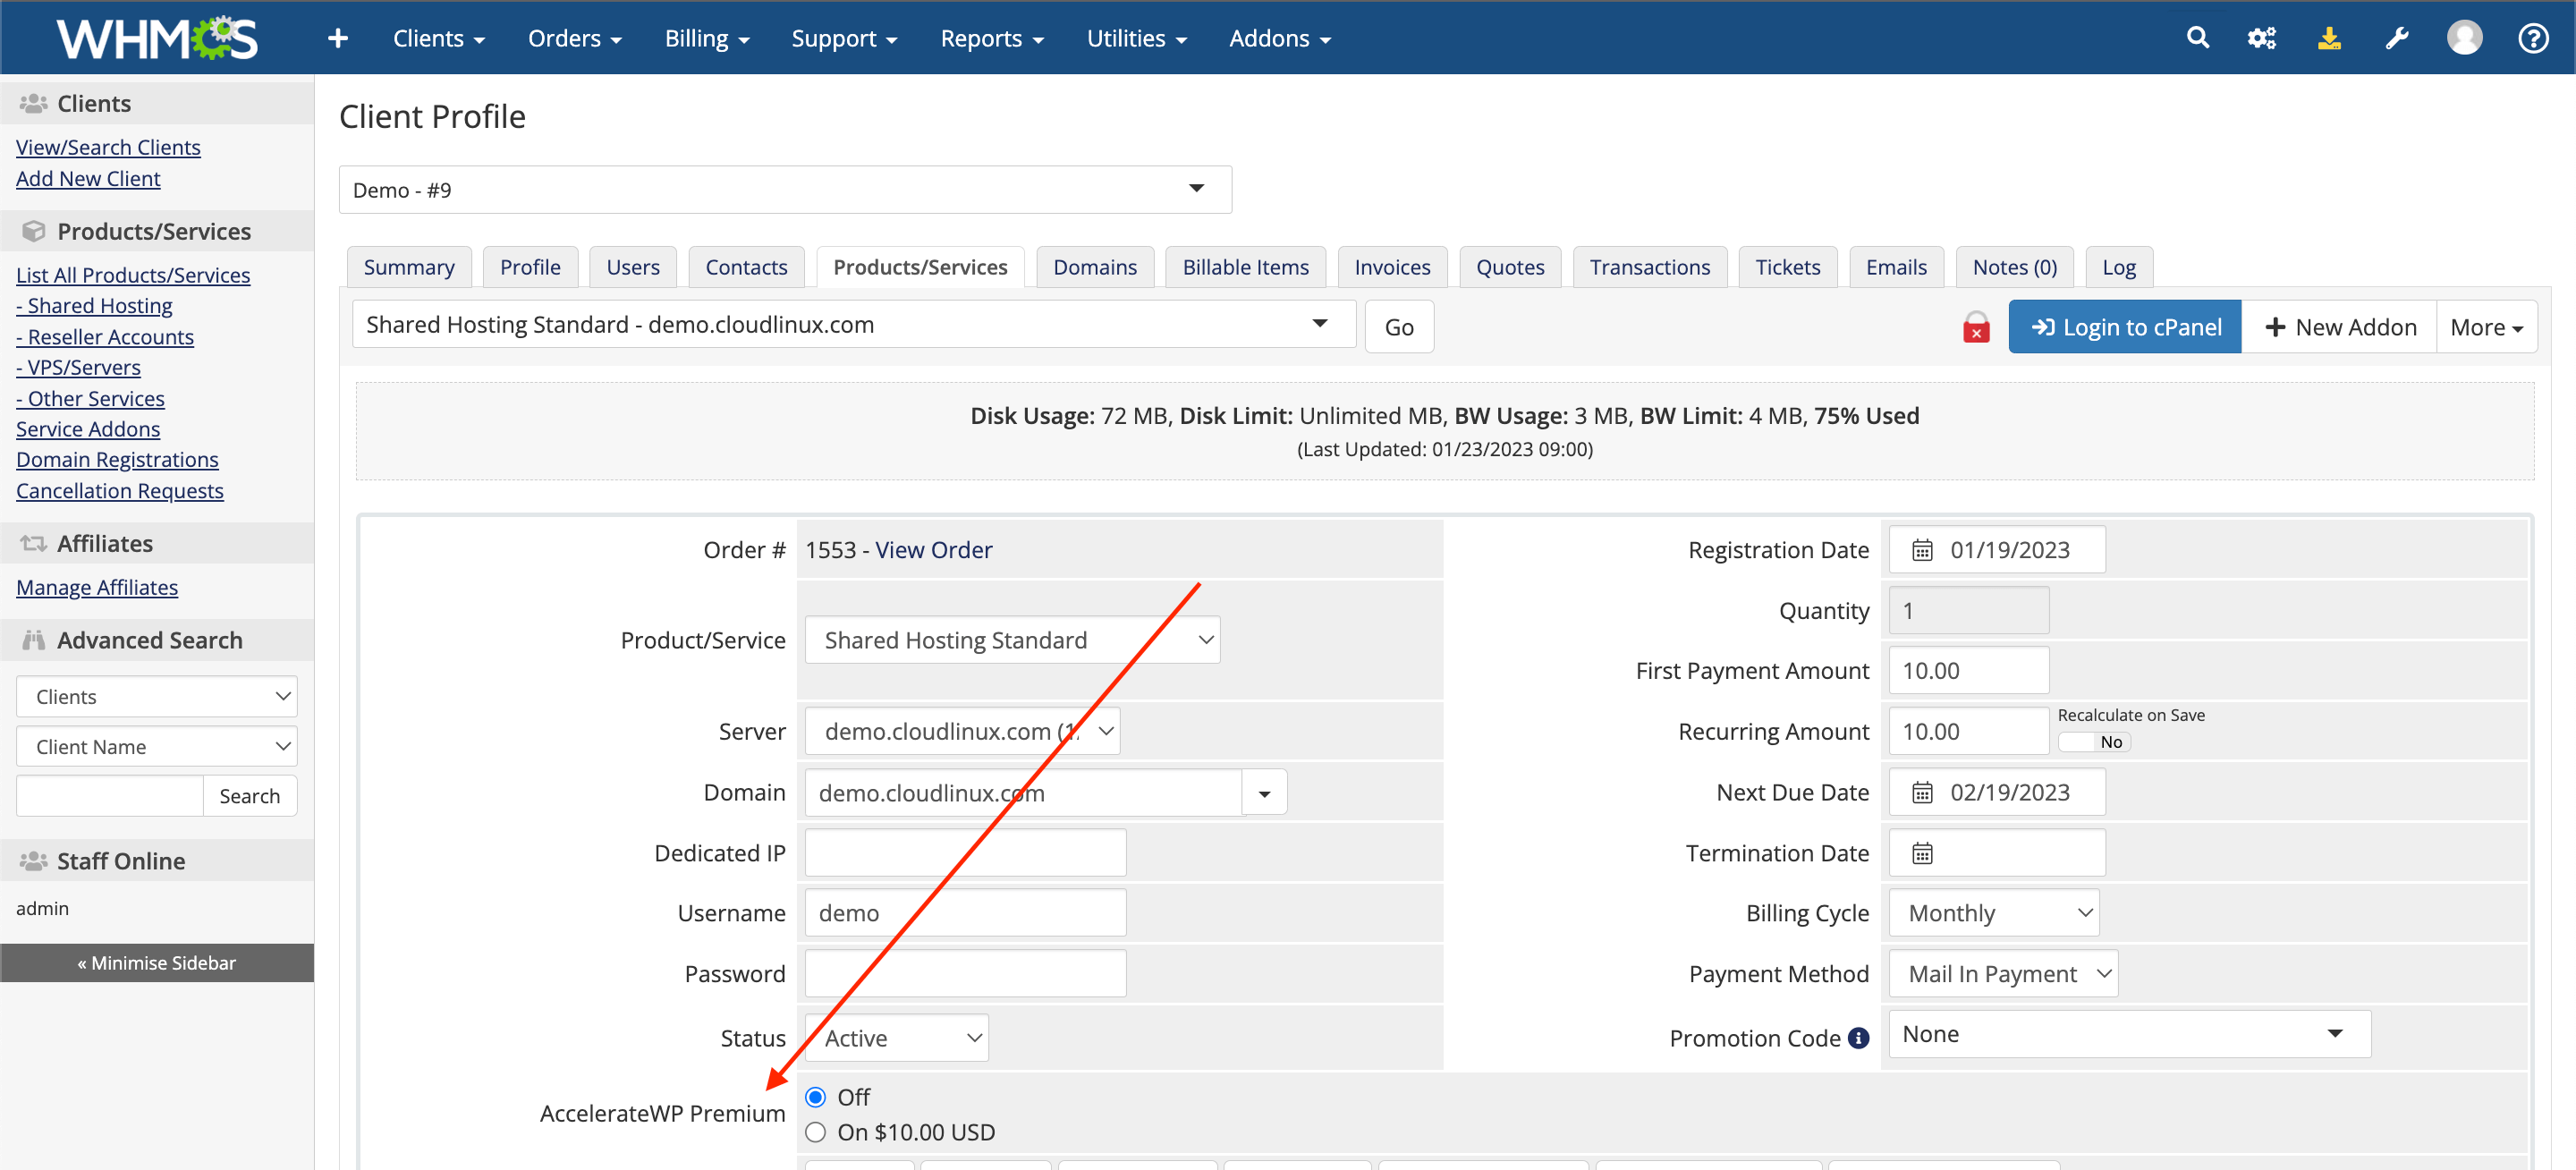 WHMCS
Clients Orders Billing Support Reports Utilities Addons
Clients
View/Search Clients
Add New Client
Products/Services
List All Products/Services
- Shared Hosting
- Reseller Accounts
- VPS/Servers
- Other Services
Service Addons
Domain Registrations
Cancellation Requests
Affiliates
Manage Affiliates
Advanced Search
Clients
Client Name
Search
Staff Online
admin
« Minimise Sidebar
Client Profile
Demo - #9
Summary Profile Users Contacts Products/Services Domains Billable Items Invoices Quotes Transactions Tickets Emails Notes (0) Log
Shared Hosting Standard - demo.cloudlinux.com Go Login to cPanel New Addon More
Disk Usage: 72 MB, Disk Limit: Unlimited MB, BW Usage: 3 MB, BW Limit: 4 MB, 75% Used
(Last Updated: 01/23/2023 09:00)
Order # 1553 - View Order
Product/Service Shared Hosting Standard
Server demo.cloudlinux.com (1
Domain demo.cloudlinux.com
Dedicated IP
Username demo
Password
Status Active
AccelerateWP Premium
Off
On $10.00 USD
Registration Date 01/19/2023
Quantity 1
First Payment Amount 10.00
Recurring Amount 10.00 Recalculate on Save
No
Next Due Date 02/19/2023
Termination Date
Billing Cycle Monthly
Payment Method Mail In Payment
Promotion Code None